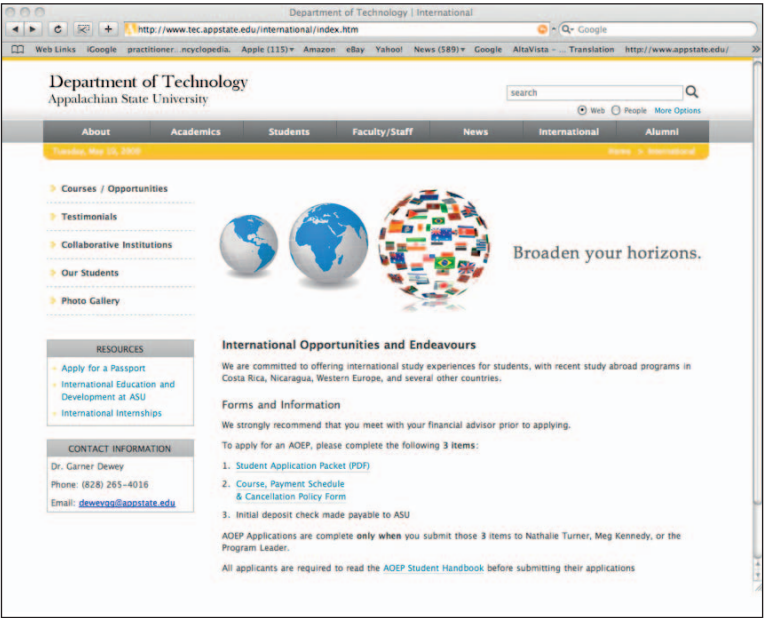 Department of Technology | International
http://www.tec.appstate.edu/international/index.htm
Google
Web Links iGoogle practitioner...ncyclopedia. Apple (115) Amazon eBay Yahoo! News (589) Google AltaVista - ... Translation http://www.appstate.edu/
Department of Technology
Appalachian State University
search
Web People More Options
About Academics Students Faculty/Staff News International Alumni
Home > International
Courses / Opportunities
Testimonials
Collaborative Institutions
Our Students
Photo Gallery
Broaden your horizons.
RESOURCES
Apply for a Passport
International Education and
Development at ASU
International Internships
CONTACT INFORMATION
Dr. Garner Dewey
Phone: (828) 265-4016
Email: deweygg@appstate.edu
International Opportunities and Endeavours
We are committed to offering international study experiences for students, with recent study abroad programs in
Costa Rica, Nicaragua, Western Europe, and several other countries.
Forms and Information
We strongly recommend that you meet with your financial advisor prior to applying.
To apply for an AOEP, please complete the following 3 items:
1. Student Application Packet (PDF)
2. Course, Payment Schedule
& Cancellation Policy Form
3. Initial deposit check made payable to ASU
AOEP Applications are complete only when you submit those 3 items to Nathalie Turner, Meg Kennedy, or the
Program Leader.
All applicants are required to read the AOEP Student Handbook before submitting their applications